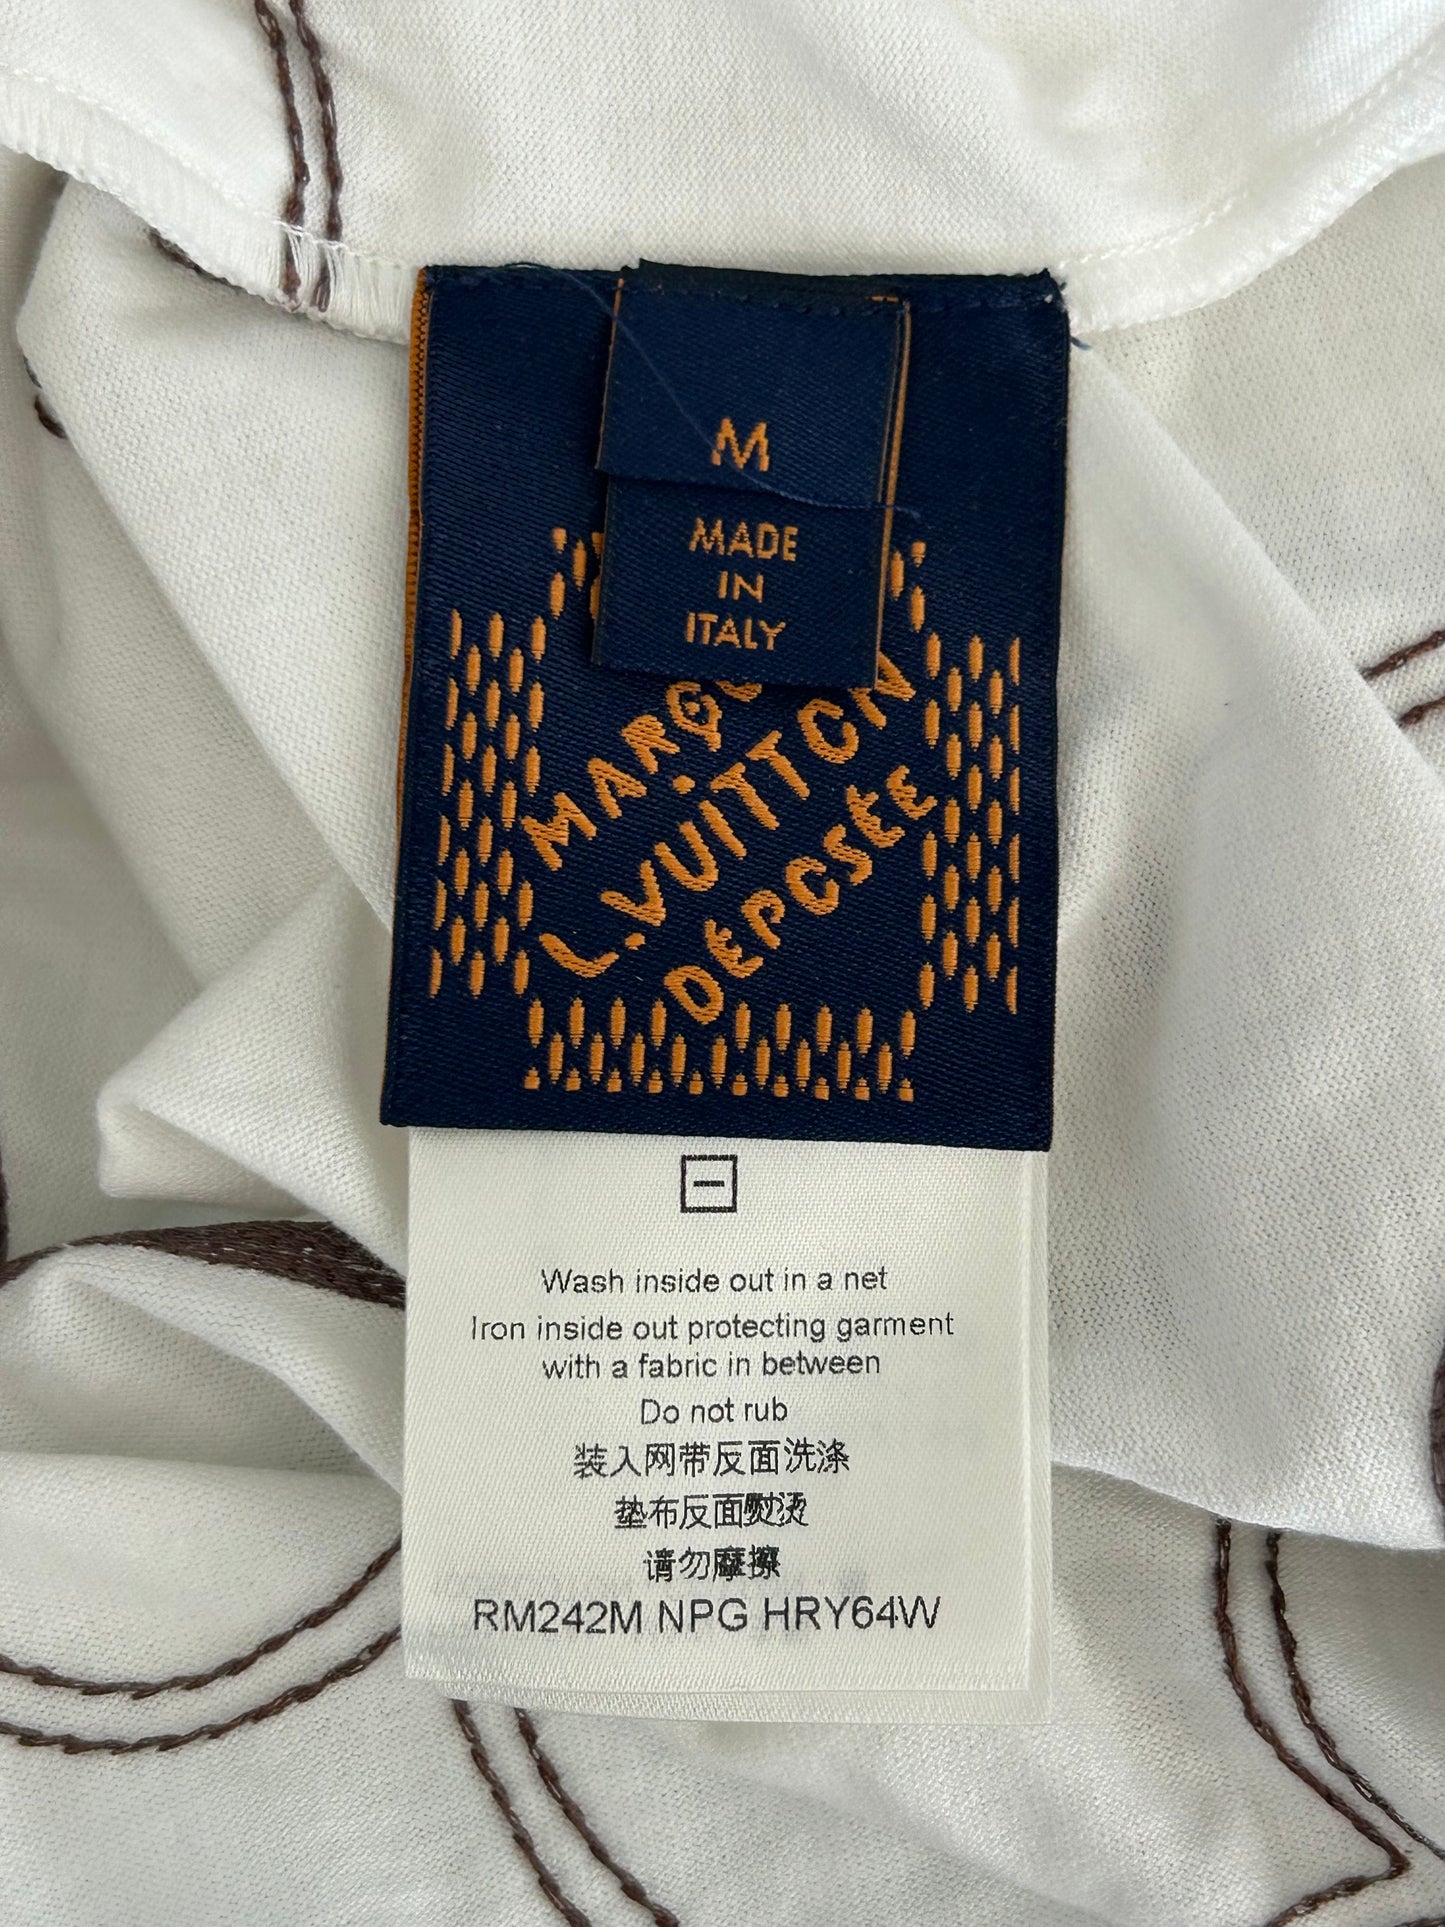 M
MADE
IN
ITALY
L.VUITTON
DÉPOSÉE
Wash inside out in a net
Iron inside out protecting garment
with a fabric in between
Do not rub
装入网带反面洗涤
垫布反面熨烫
请勿摩擦
RM242M NPG HRY64W